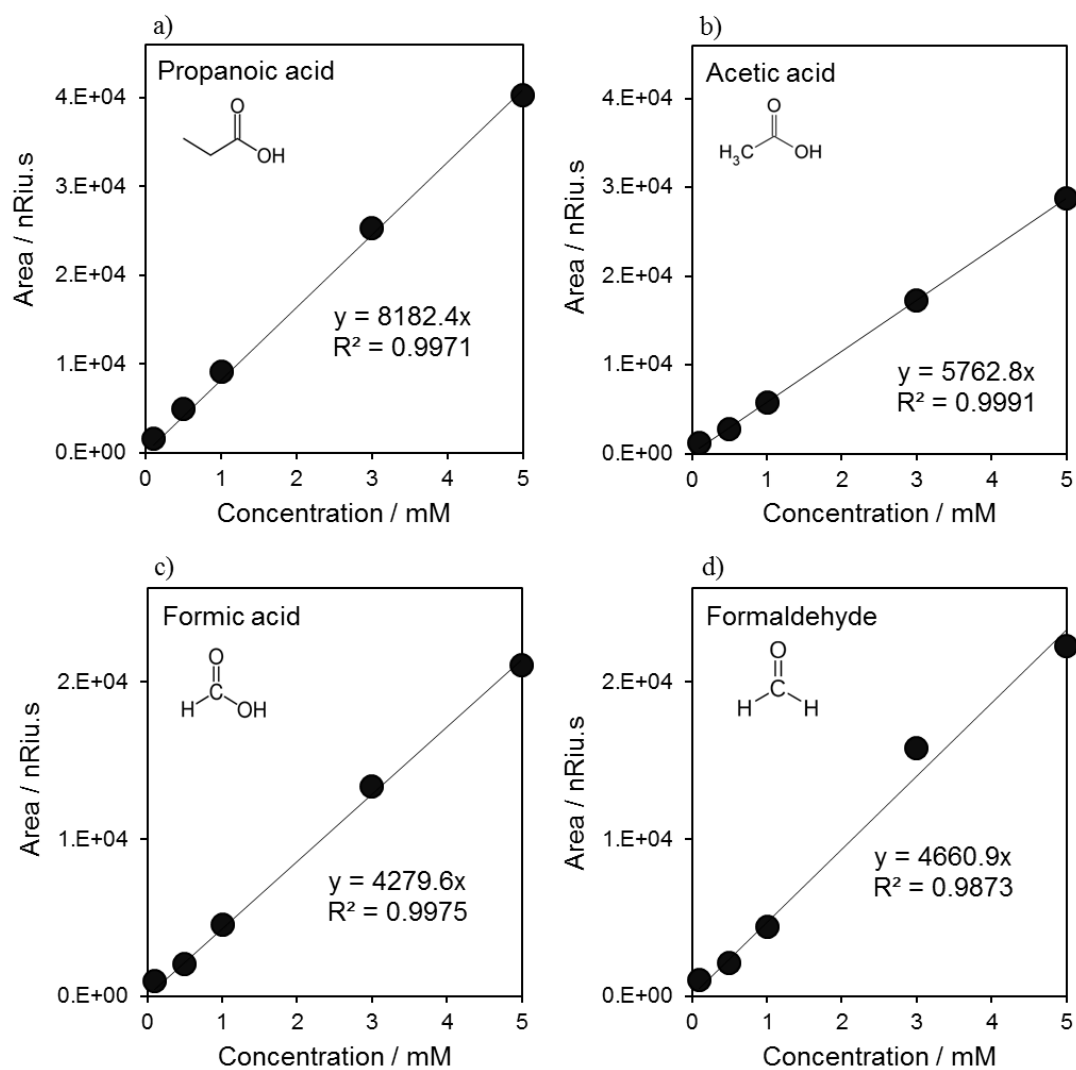 a)
Propanoic acid
O
OH
4.E+04
3.E+04
2.E+04
1.E+04
0.E+00
Area / nRiu.s
y = 8182.4x
R² = 0.9971
0 1 2 3 4 5
Concentration / mM
b)
Acetic acid
O
H₃C
OH
4.E+04
3.E+04
2.E+04
1.E+04
0.E+00
Area / nRiu.s
y = 5762.8x
R² = 0.9991
0 1 2 3 4 5
Concentration / mM
c)
Formic acid
O
C
H
OH
2.E+04
1.E+04
0.E+00
Area / nRiu.s
y = 4279.6x
R² = 0.9975
0 1 2 3 4 5
Concentration / mM
d)
Formaldehyde
O
C
H H
2.E+04
1.E+04
0.E+00
Area / nRiu.s
y = 4660.9x
R² = 0.9873
0 1 2 3 4 5
Concentration / mM